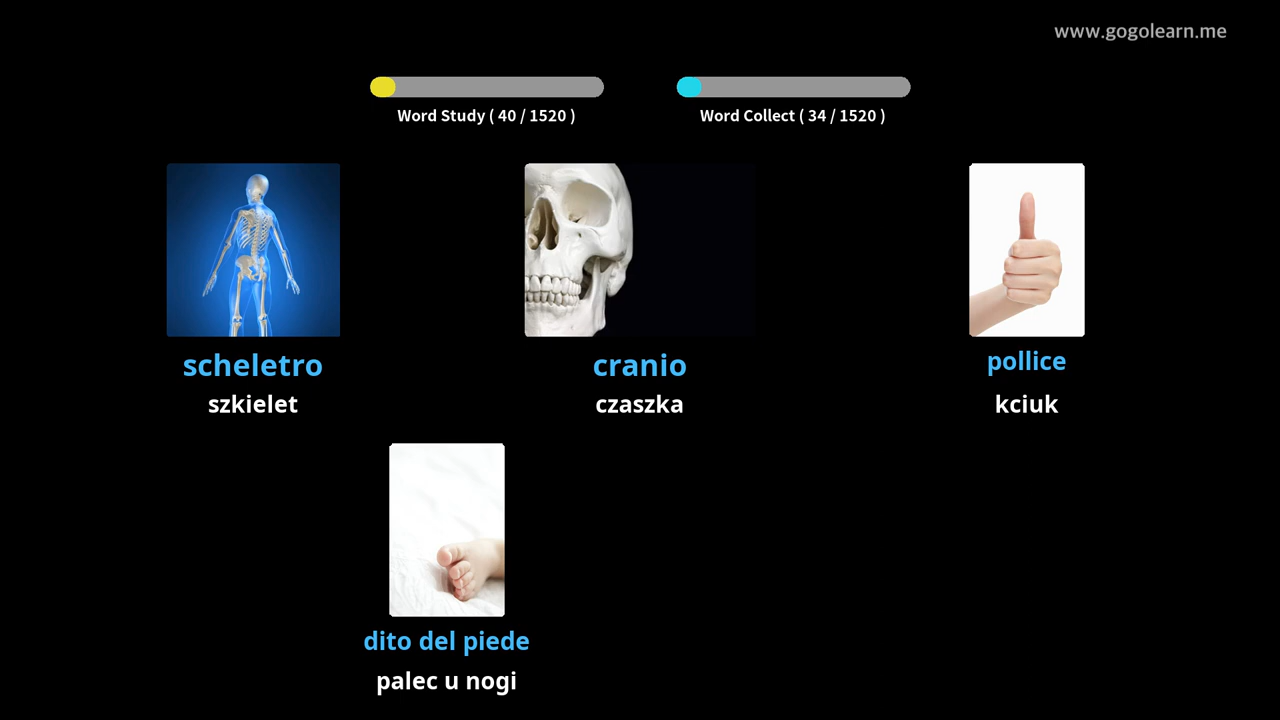 www.gogolearn.me
Word Study ( 40 / 1520 )
Word Collect ( 34 / 1520 )
scheletro
szkielet
cranio
czaszka
pollice
kciuk
dito del piede
palec u nogi